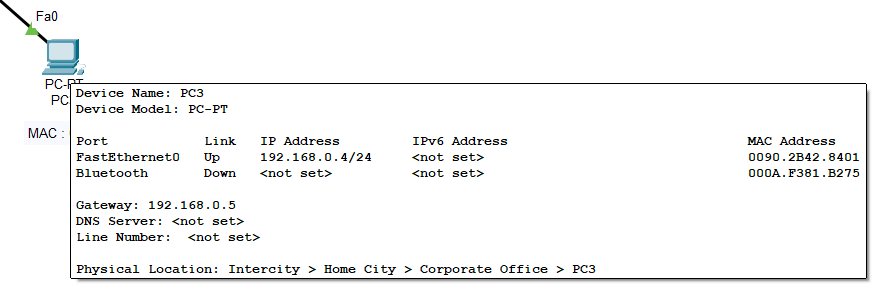 Fa0
PC-PT
PC
MAC :
Device Name: PC3
Device Model: PC-PT
Port Link IP Address IPv6 Address MAC Address
FastEthernet0 Up 192.168.0.4/24 <not set> 0090.2B42.8401
Bluetooth Down <not set> <not set> 000A.F381.B275
Gateway: 192.168.0.5
DNS Server: <not set>
Line Number: <not set>
Physical Location: Intercity > Home City > Corporate Office > PC3